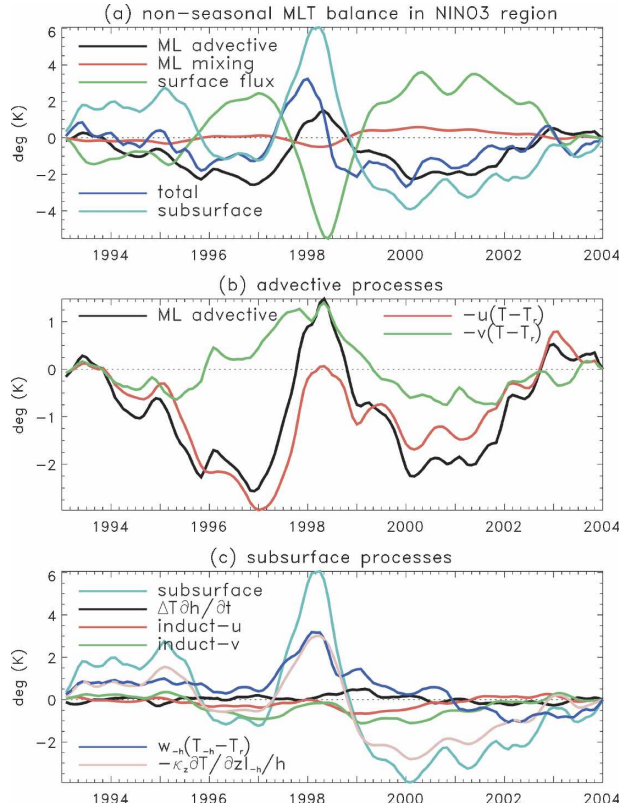 (a) non-seasonal MLT balance in NINO3 region
ML advective
ML mixing
surface flux
total
subsurface
deg (K)
6
4
2
0
-2
-4
1994 1996 1998 2000 2002 2004
(b) advective processes
ML advective
-u(T-Tr)
-v(T-Tr)
deg (K)
1
0
-1
-2
1994 1996 1998 2000 2002 2004
(c) subsurface processes
subsurface
ΔT∂h/∂t
induct-u
induct-v
w-h(T-h-Tr)
-κz∂T/∂z|-h/h
deg (K)
6
4
2
0
-2
1994 1996 1998 2000 2002 2004